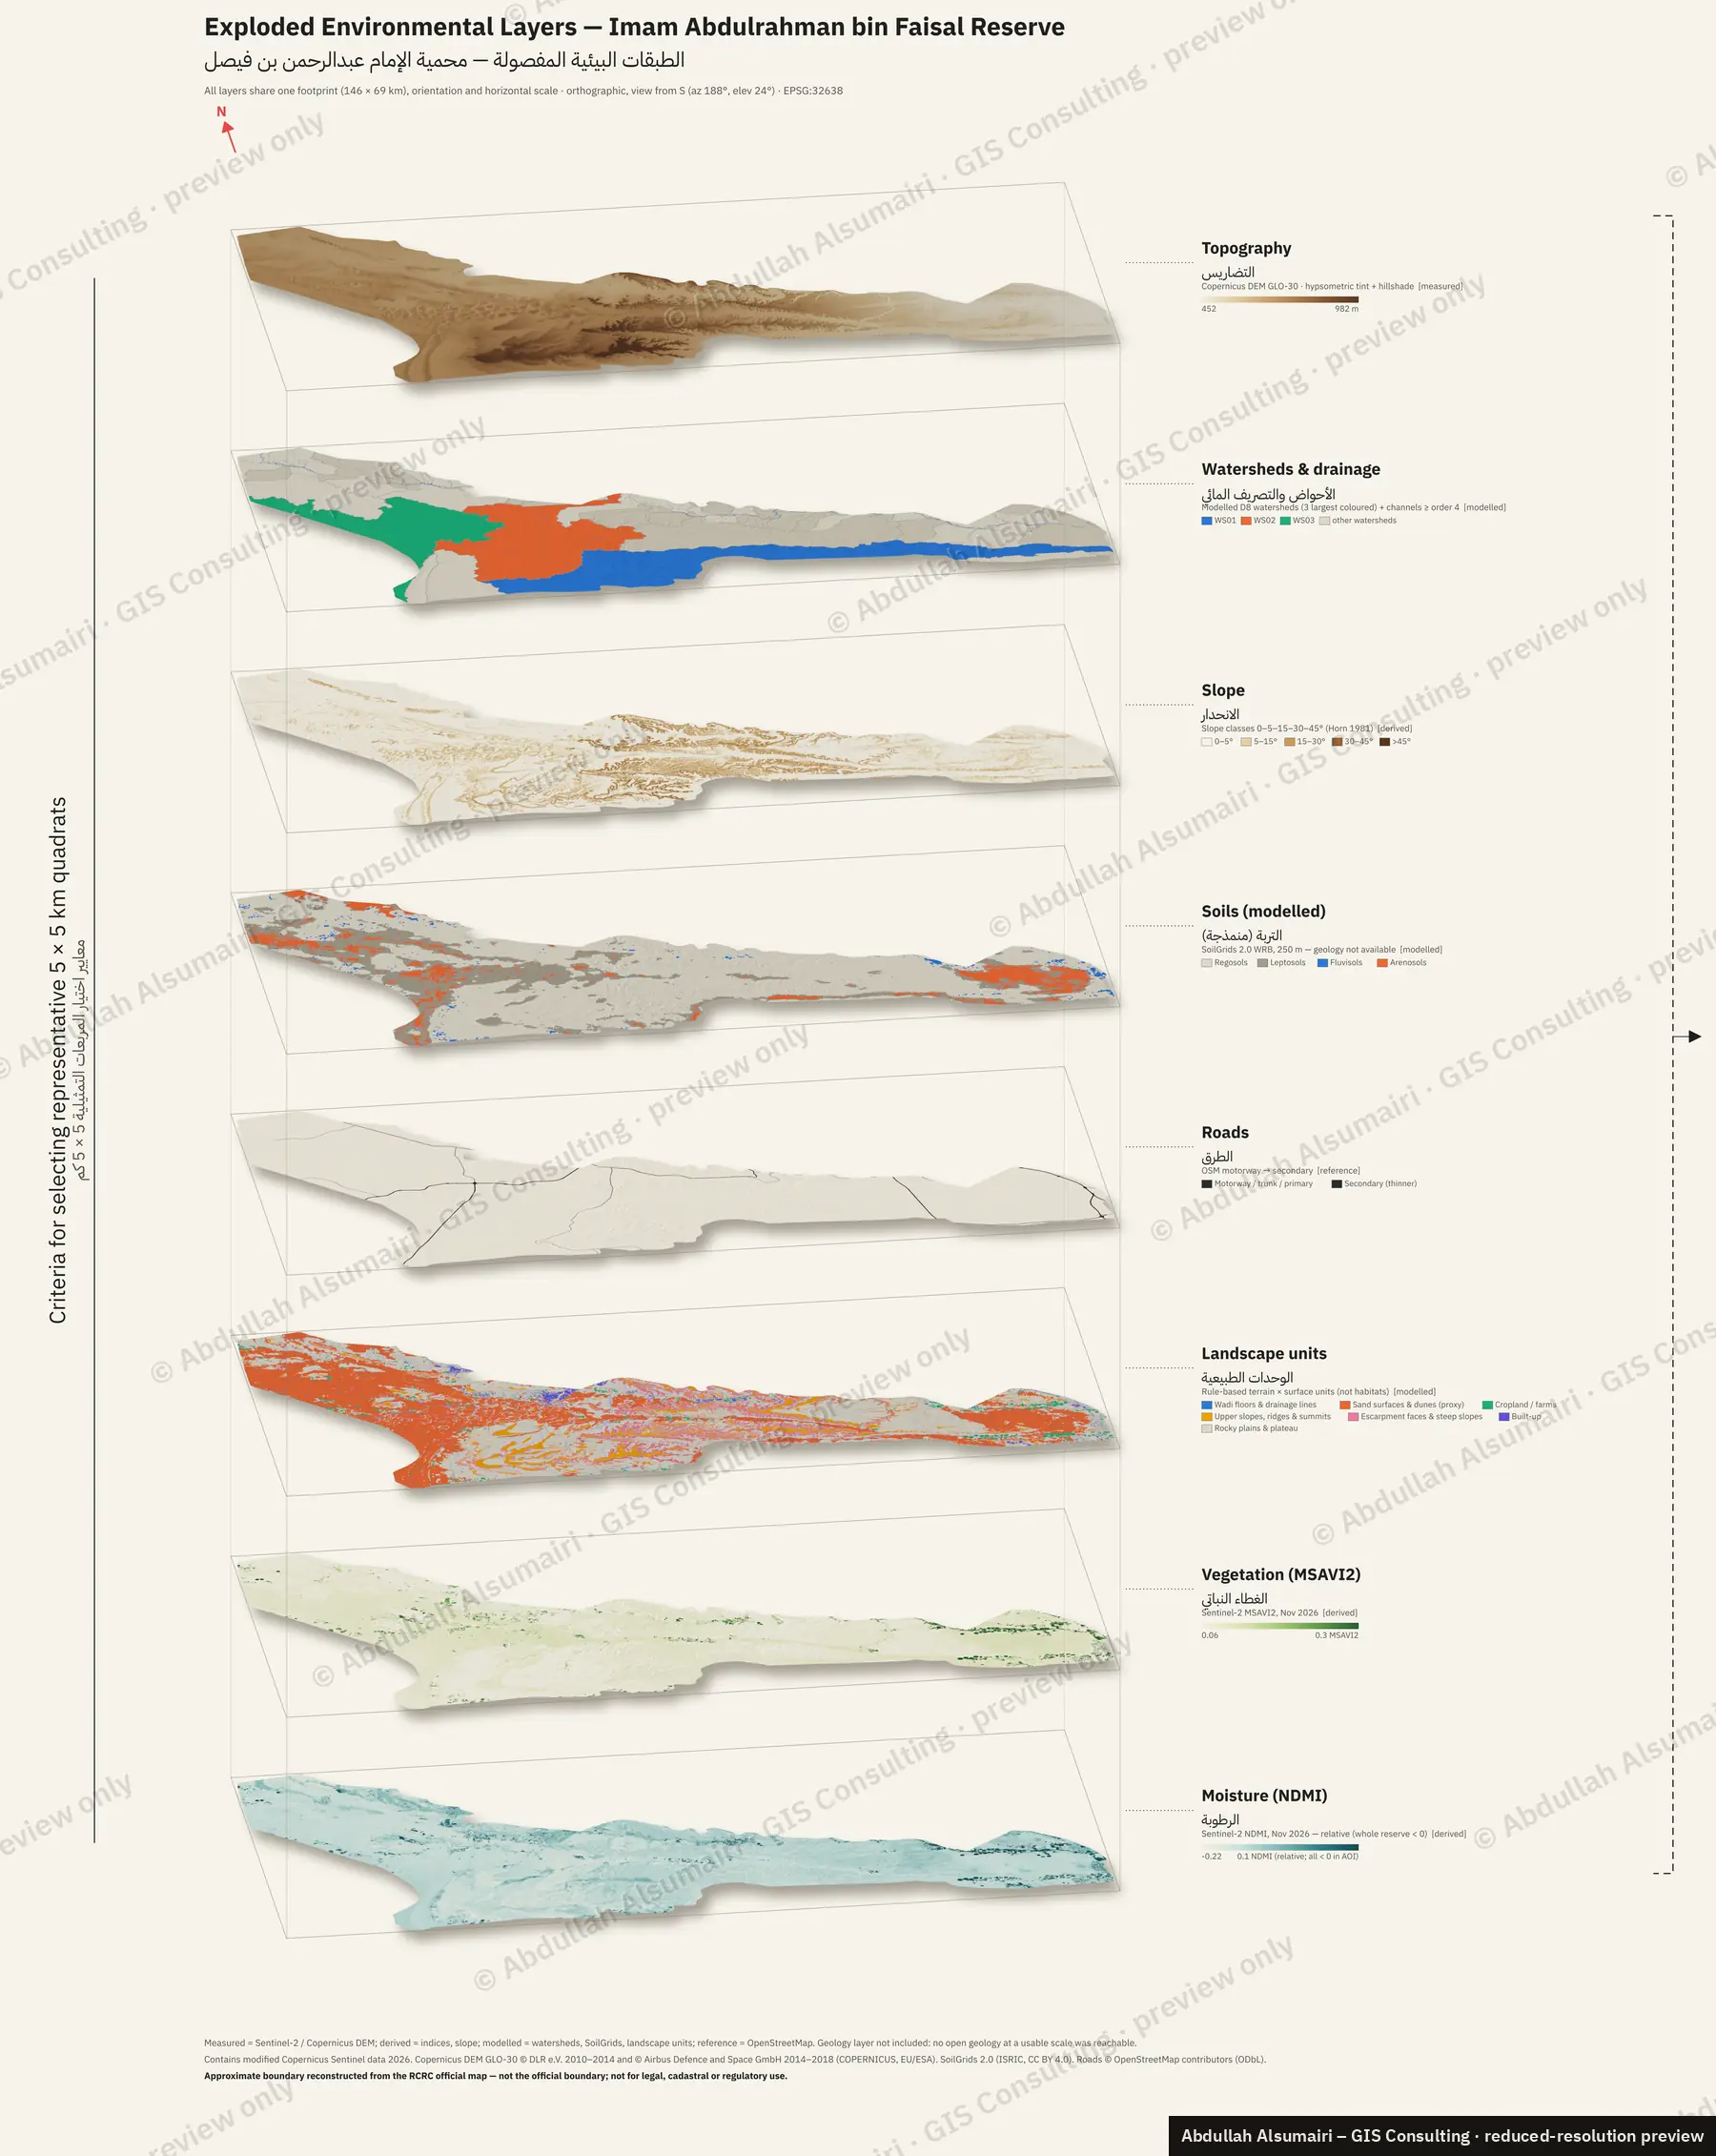 Exploded Environmental Layers — Imam Abdulrahman bin Faisal Reserve
الطبقات البيئية المفصولة — محمية الإمام عبدالرحمن بن فيصل
All layers share one footprint (146 × 69 km), orientation and horizontal scale · orthographic, view from S (az 188°, elev 24°) · EPSG:32638
N
Criteria for selecting representative 5 × 5 km quadrats
معايير اختيار المربعات التمثيلية 5 × 5 كم
Topography
التضاريس
Copernicus DEM GLO-30 · hypsometric tint + hillshade [measured]
452 982 m
Watersheds & drainage
الأحواض والتصريف المائي
Modelled D8 watersheds (3 largest coloured) + channels ≥ order 4 [modelled]
WS01 WS02 WS03 other watersheds
Slope
الانحدار
Slope classes 0–5–15–30–45° (Horn 1981) [derived]
0–5° 5–15° 15–30° 30–45° >45°
Soils (modelled)
التربة (منمذجة)
SoilGrids 2.0 WRB, 250 m — geology not available [modelled]
Regosols Leptosols Fluvisols Arenosols
Roads
الطرق
OSM motorway → secondary [reference]
Motorway / trunk / primary Secondary (thinner)
Landscape units
الوحدات الطبيعية
Rule-based terrain × surface units (not habitats) [modelled]
Wadi floors & drainage lines Sand surfaces & dunes (proxy) Cropland / farms
Upper slopes, ridges & summits Escarpment faces & steep slopes Built-up
Rocky plains & plateau
Vegetation (MSAVI2)
الغطاء النباتي
Sentinel-2 MSAVI2, Nov 2026 [derived]
0.06 0.3 MSAVI2
Moisture (NDMI)
الرطوبة
Sentinel-2 NDMI, Nov 2026 — relative (whole reserve < 0) [derived]
-0.22 0.1 NDMI (relative; all < 0 in AOI)
Measured = Sentinel-2 / Copernicus DEM; derived = indices, slope; modelled = watersheds, SoilGrids, landscape units; reference = OpenStreetMap. Geology layer not included: no open geology at a usable scale was reachable.
Contains modified Copernicus Sentinel data 2026. Copernicus DEM GLO-30 © DLR e.V. 2010–2014 and © Airbus Defence and Space GmbH 2014–2018 (COPERNICUS, EU/ESA). SoilGrids 2.0 (ISRIC, CC BY 4.0). Roads © OpenStreetMap contributors (ODbL).
Approximate boundary reconstructed from the RCRC official map — not the official boundary; not for legal, cadastral or regulatory use.
© Abdullah Alsumairi · GIS Consulting · preview only
Abdullah Alsumairi – GIS Consulting · reduced-resolution preview